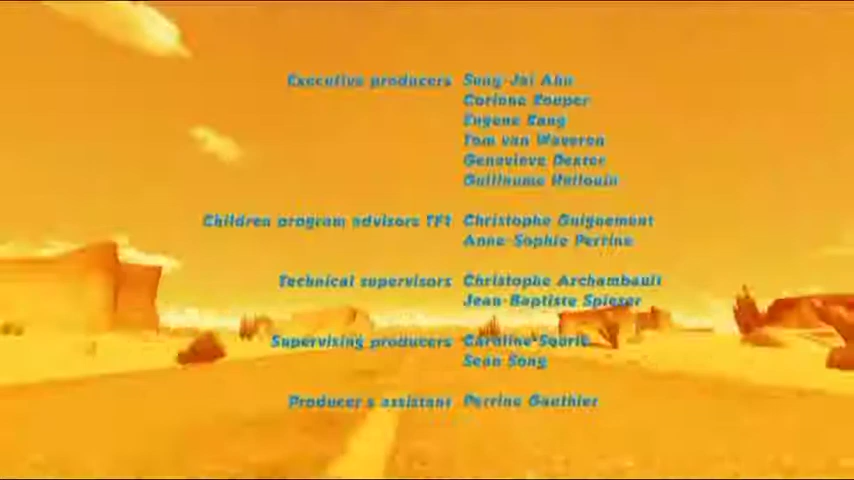 Executive producers Sung-Jai Ahn
Corinne Kouper
Eugene Kang
Tom van Waveren
Genevieve Dexter
Guillaume Hellouin
Children program advisors TF1 Christophe Guignement
Anne-Sophie Perrine
Technical supervisors Christophe Archambault
Jean-Baptiste Spieser
Supervising producers Caroline Souris
Sean Song
Producer's assistant Perrine Gauthier